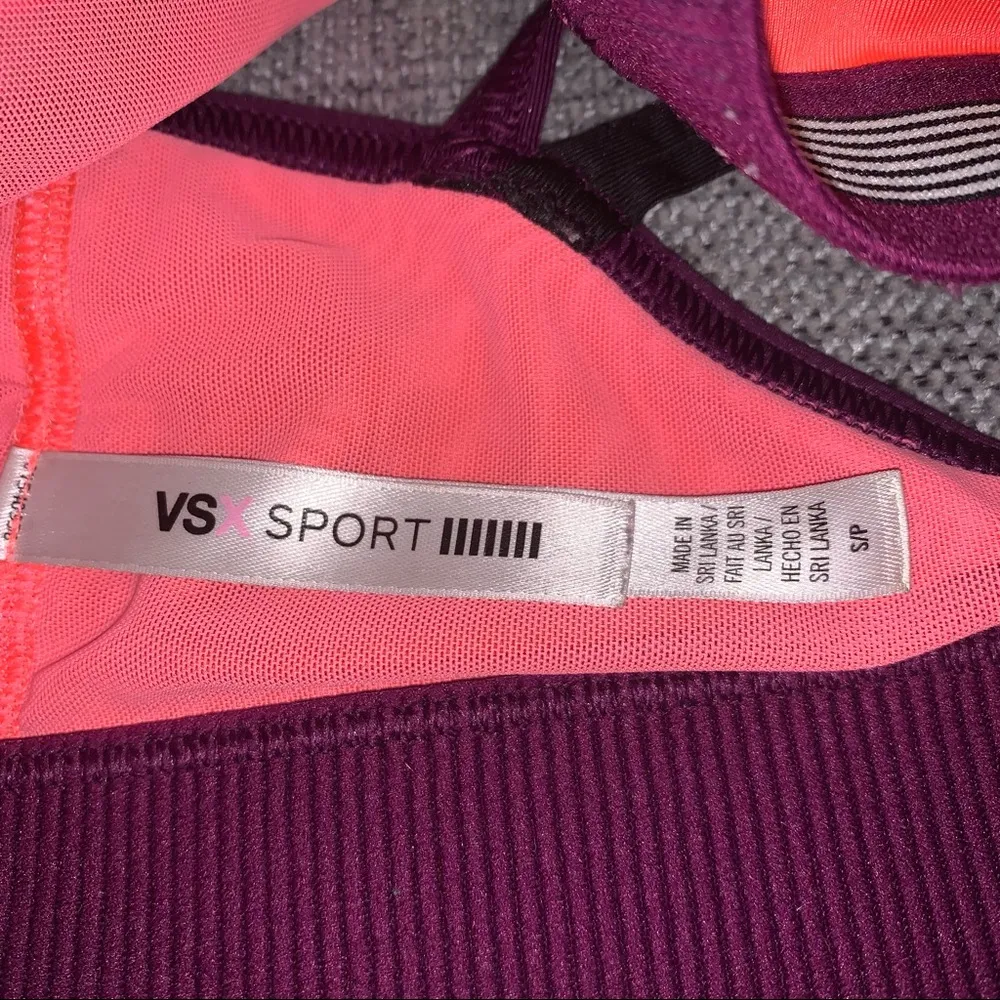 VSX SPORT
MADE IN
SRI LANKA /
FAIT AU SRI
LANKA /
HECHO EN
SRI LANKA
S/P